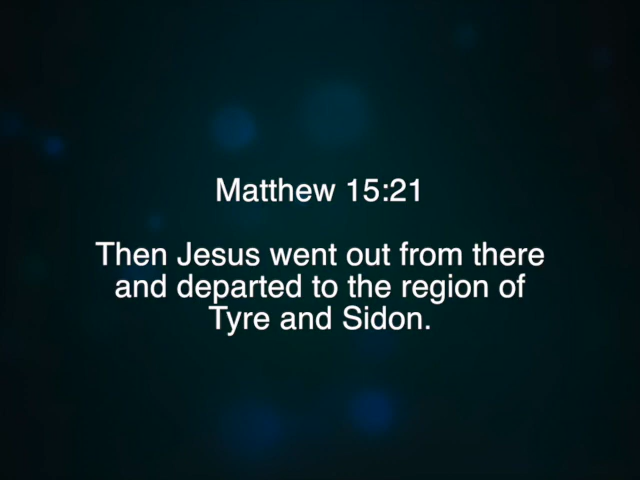 Matthew 15:21
Then Jesus went out from there
and departed to the region of
Tyre and Sidon.